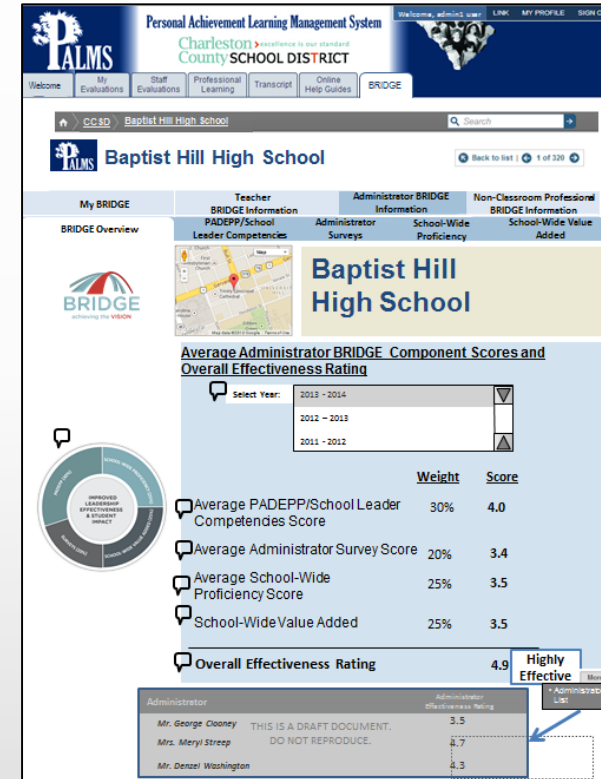 Welcome, admin1 user LINK MY PROFILE SIGN O
PALMS
Personal Achievement Learning Management System
Charleston >excellence is our standard
County SCHOOL DISTRICT
Welcome
My Evaluations
Staff Evaluations
Professional Learning
Transcript
Online Help Guides
BRIDGE
CCSD Baptist Hill High School
Search
PALMS Baptist Hill High School
Back to list | 1 of 320
My BRIDGE
Teacher BRIDGE Information
Administrator BRIDGE Information
Non-Classroom Professional BRIDGE Information
BRIDGE Overview
PADEPP/School Leader Competencies
Administrator Surveys
School-Wide Proficiency
School-Wide Value Added
BRIDGE
achieving the VISION
Map
Trinity Episcopal Cathedral
Baptist Hill
High School
Average Administrator BRIDGE Component Scores and
Overall Effectiveness Rating
Select Year:
2013 - 2014
2012 – 2013
2011 - 2012
IMPROVED
LEADERSHIP
EFFECTIVENESS
& STUDENT
IMPACT
Weight Score
Average PADEPP/School Leader
Competencies Score 30% 4.0
Average Administrator Survey Score 20% 3.4
Average School-Wide
Proficiency Score 25% 3.5
School-Wide Value Added 25% 3.5
Overall Effectiveness Rating 4.9
Highly
Effective
• Administrator
List
Administrator
Administrator
Effectiveness Rating
Mr. George Clooney 3.5
Mrs. Meryl Streep 4.7
Mr. Denzel Washington 4.3
THIS IS A DRAFT DOCUMENT.
DO NOT REPRODUCE.